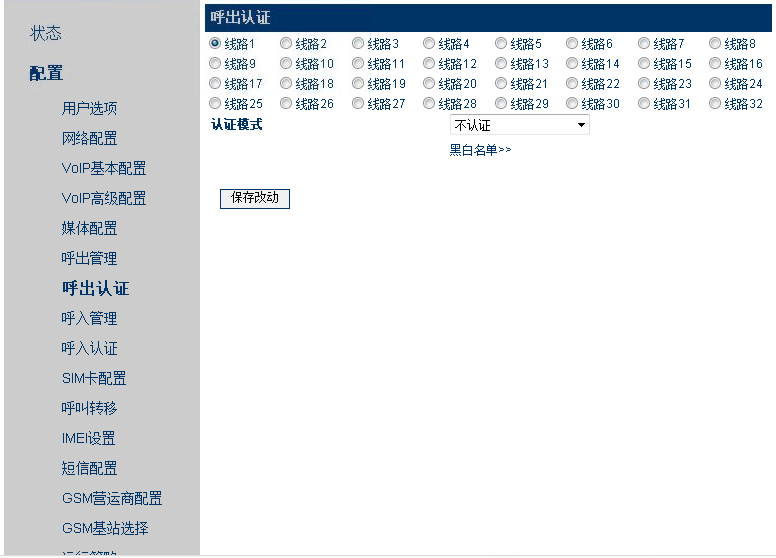 状态
配置
用户选项
网络配置
VoIP基本配置
VoIP高级配置
媒体配置
呼出管理
呼出认证
呼入管理
呼入认证
SIM卡配置
呼叫转移
IMEI设置
短信配置
GSM营运商配置
GSM基站选择
呼出认证
线路1 线路2 线路3 线路4 线路5 线路6 线路7 线路8
线路9 线路10 线路11 线路12 线路13 线路14 线路15 线路16
线路17 线路18 线路19 线路20 线路21 线路22 线路23 线路24
线路25 线路26 线路27 线路28 线路29 线路30 线路31 线路32
认证模式 不认证
黑白名单>>
保存改动